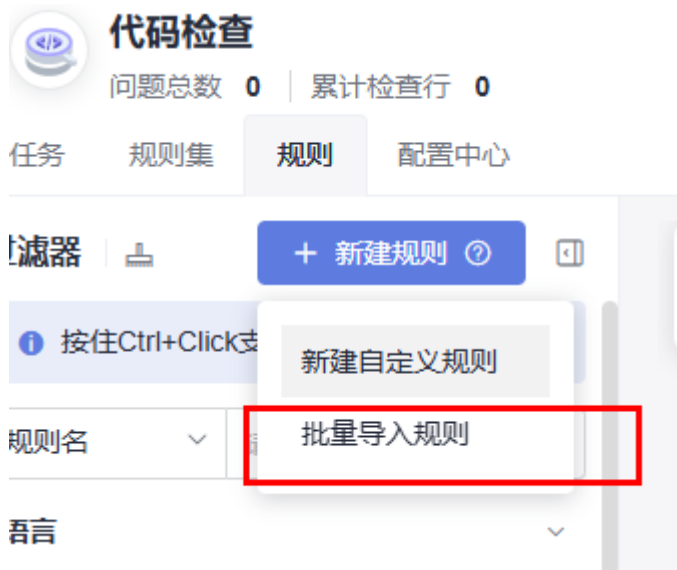 代码检查
问题总数 0 累计检查行 0
任务 规则集 规则 配置中心
滤器 + 新建规则
按住Ctrl+Click支
新建自定义规则
规则名
批量导入规则
语言